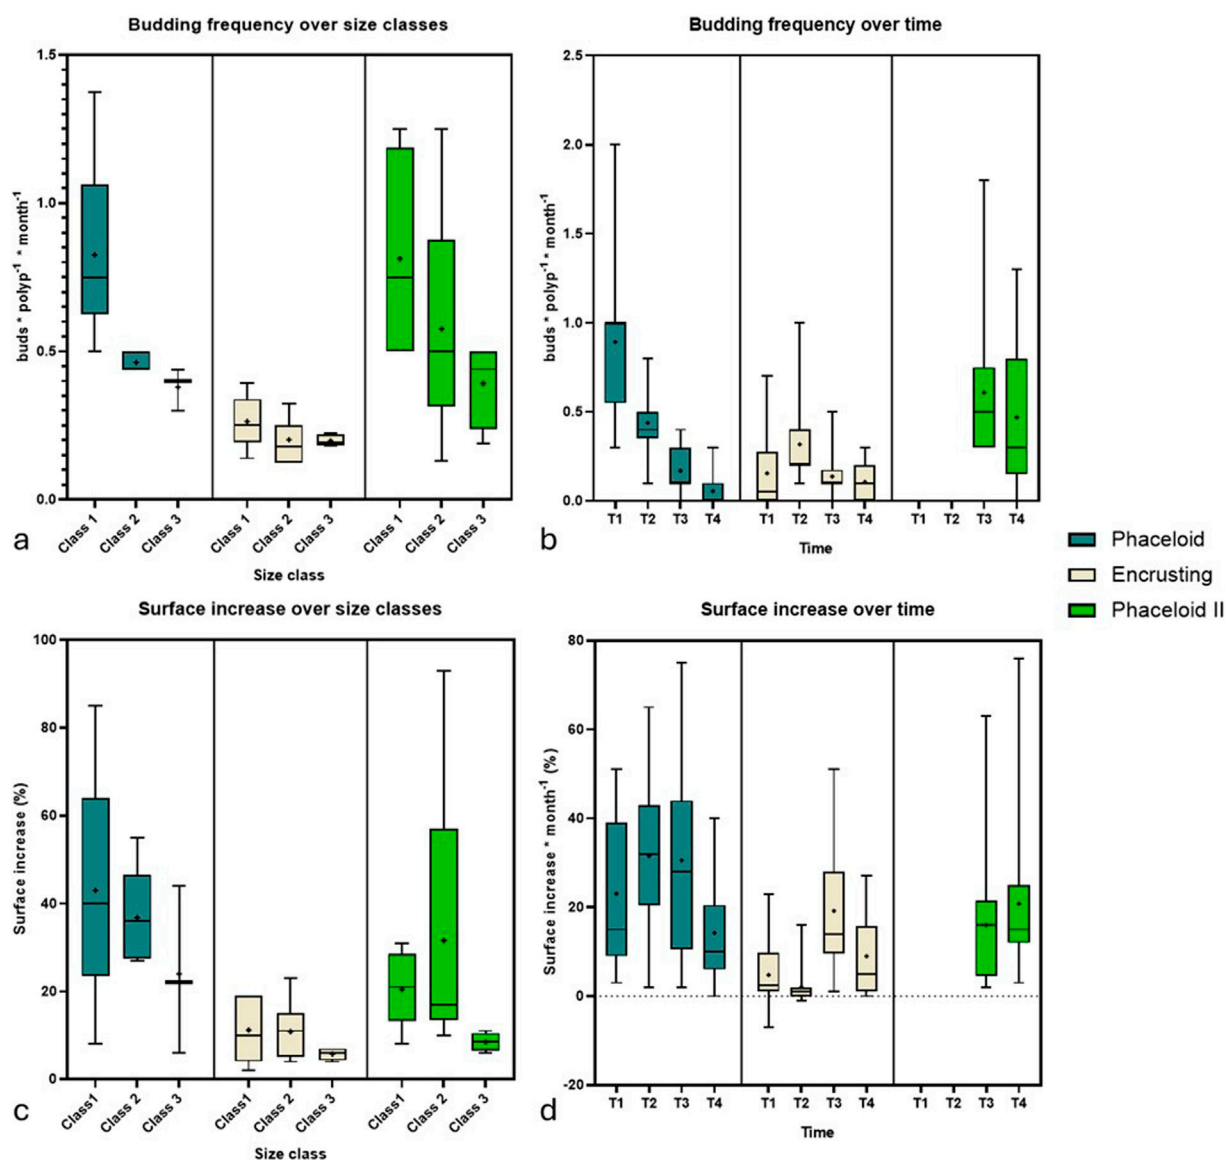 Budding frequency over size classes
buds * polyp-1 * month-1
1.5
1.0
0.5
0.0
Class 1
Class 2
Class 3
Class 1
Class 2
Class 3
Class 1
Class 2
Class 3
Size class
a
Budding frequency over time
buds * polyp-1 * month-1
2.5
2.0
1.5
1.0
0.5
0.0
T1 T2 T3 T4 T1 T2 T3 T4 T1 T2 T3 T4
Time
b
Phaceloid
Encrusting
Phaceloid II
Surface increase over size classes
Surface increase (%)
100
80
60
40
20
0
Class1
Class 2
Class 3
Class1
Class 2
Class 3
Class1
Class 2
Class 3
Size class
c
Surface increase over time
Surface increase * month-1 (%)
80
60
40
20
0
-20
T1 T2 T3 T4 T1 T2 T3 T4 T1 T2 T3 T4
Time
d